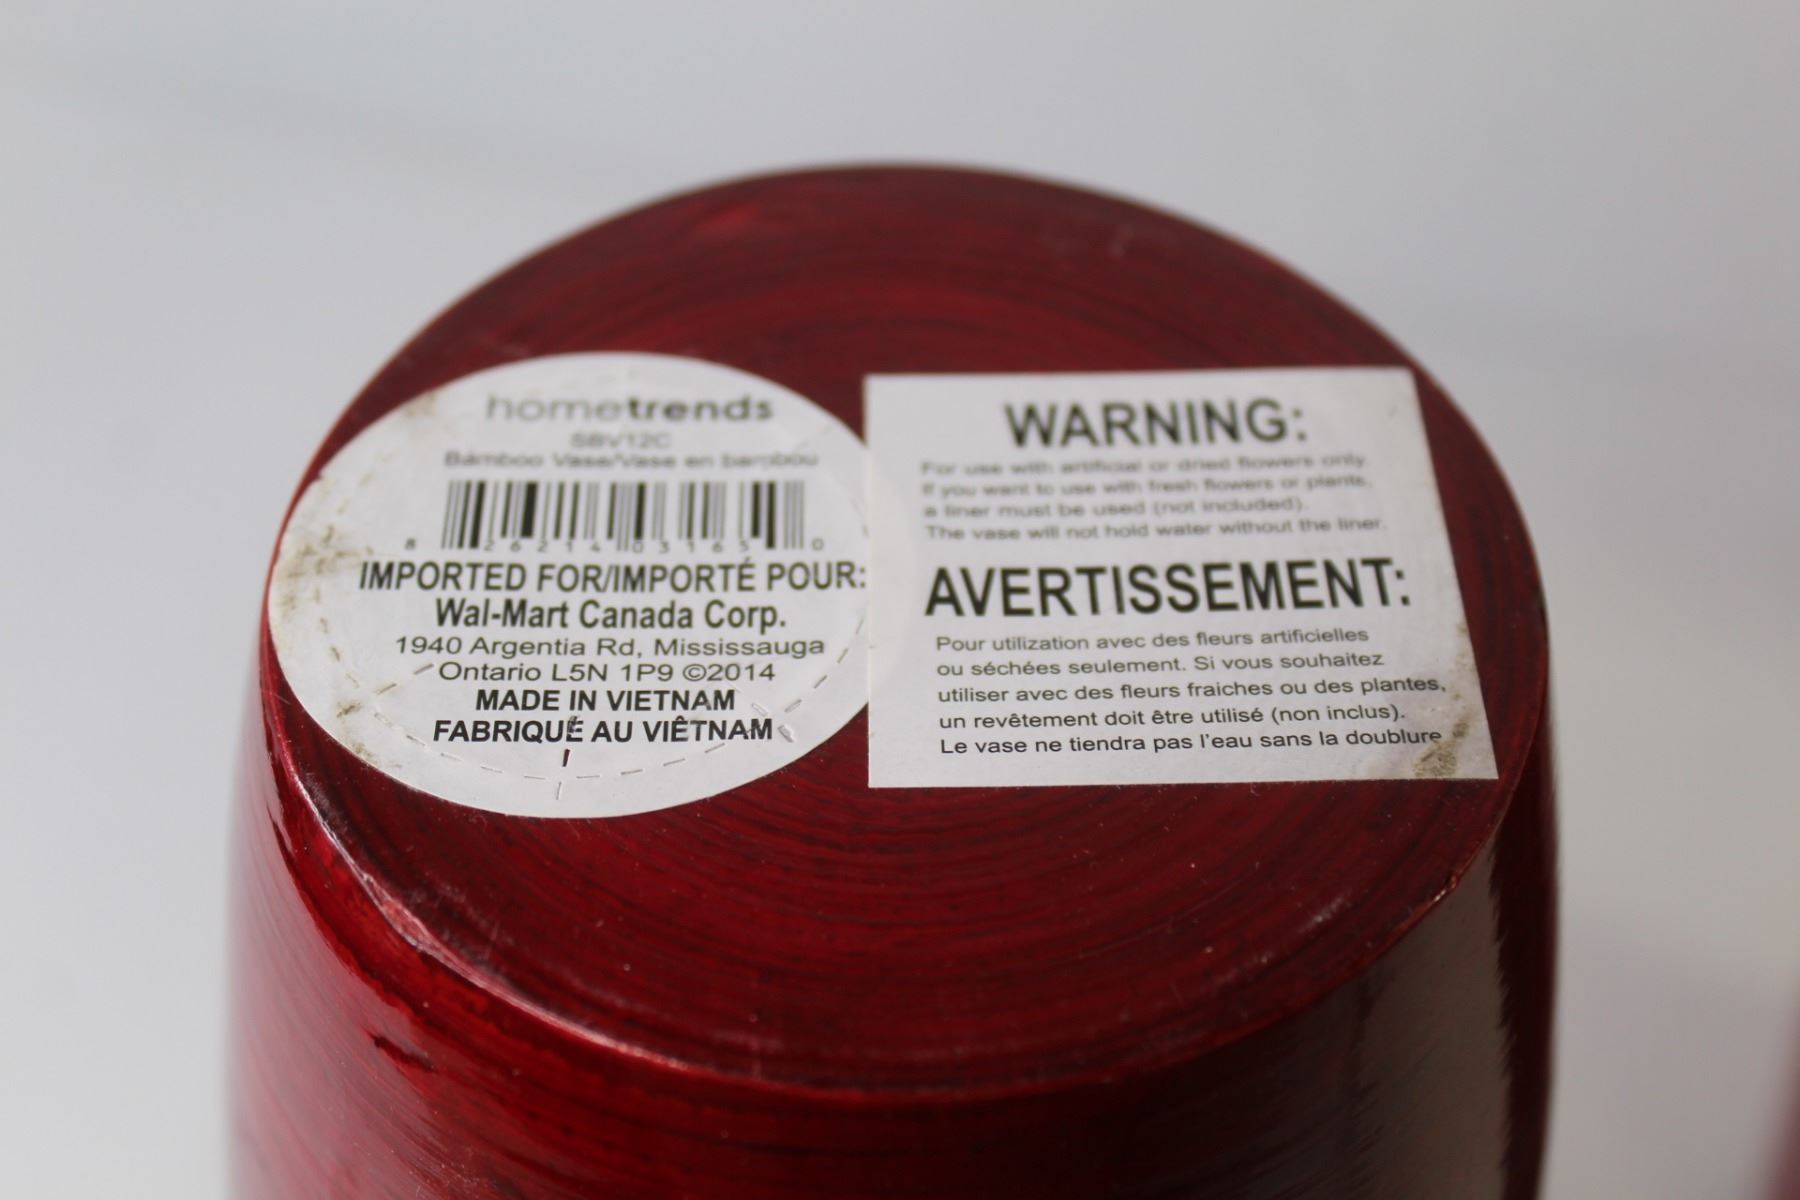 hometrends
SBV12C
Bamboo Vase/Vase en bambou
8 26214 03165 0
IMPORTED FOR/IMPORTÉ POUR:
Wal-Mart Canada Corp.
1940 Argentia Rd, Mississauga
Ontario L5N 1P9 ©2014
MADE IN VIETNAM
FABRIQUÉ AU VIÊTNAM
WARNING:
For use with artificial or dried flowers only.
If you want to use with fresh flowers or plants,
a liner must be used (not included).
The vase will not hold water without the liner.
AVERTISSEMENT:
Pour utilization avec des fleurs artificielles
ou séchées seulement. Si vous souhaitez
utiliser avec des fleurs fraiches ou des plantes,
un revêtement doit être utilisé (non inclus).
Le vase ne tiendra pas l'eau sans la doublure